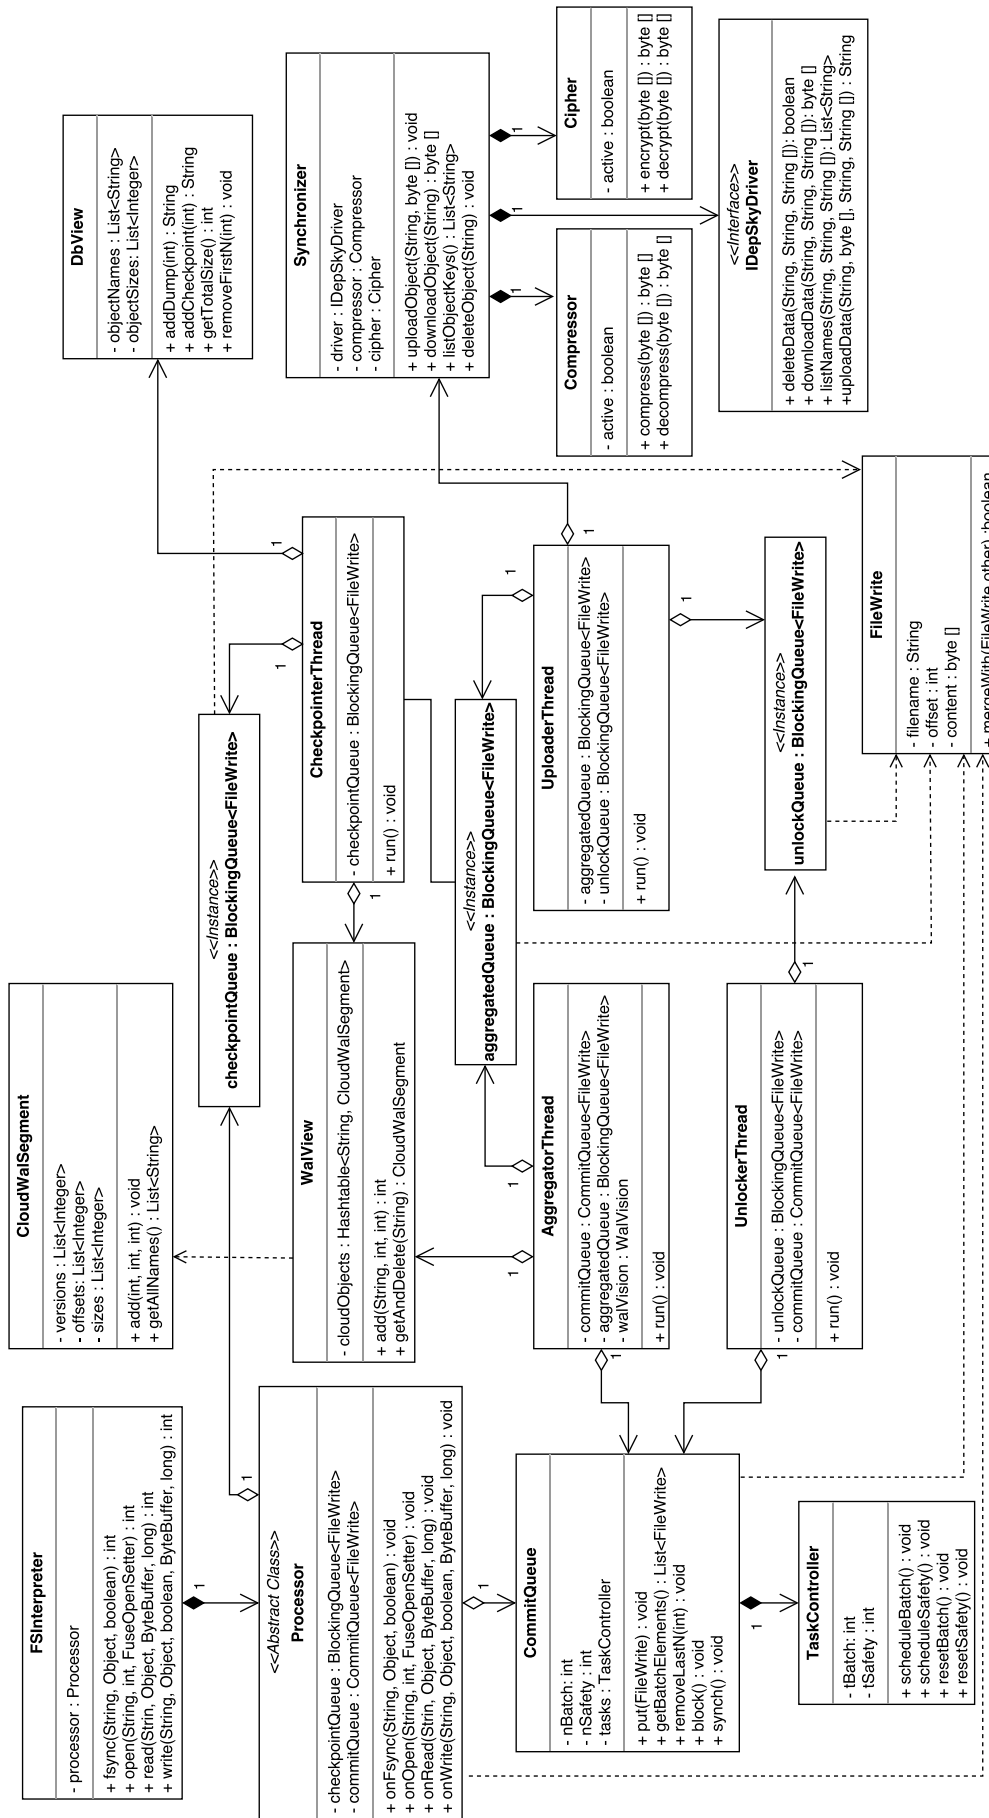 FSInterpreter
- processor : Processor
+ fsync(String, Object, boolean) : int
+ open(String, int, FuseOpenSetter) : int
+ read(Strin, Object, ByteBuffer, long) : int
+ write(String, Object, boolean, ByteBuffer, long) : int
1
<<Abstract Class>>
Processor
- checkpointQueue : BlockingQueue<FileWrite>
- commitQueue : CommitQueue<FileWrite>
+ onFsync(String, Object, boolean) : void
+ onOpen(String, int, FuseOpenSetter) : void
+ onRead(Strin, Object, ByteBuffer, long) : void
+ onWrite(String, Object, boolean, ByteBuffer, long) : void
1
1
CommitQueue
- nBatch: int
- nSafety : int
- tasks : TaskController
+ put(FileWrite) : void
+ getBatchElements() : List<FileWrite>
+ removeLastN(int) : void
+ block() : void
+ synch() : void
1
TaskController
- tBatch: int
- tSafety : int
+ scheduleBatch() : void
+ scheduleSafety() : void
+ resetBatch() : void
+ resetSafety() : void
CloudWalSegment
- versions : List<Integer>
- offsets: List<Integer>
- sizes : List<Integer>
+ add(int, int, int) : void
+ getAllNames() : List<String>
<<Instance>>
checkpointQueue : BlockingQueue<FileWrite>
WalView
- cloudObjects : Hashtable<String, CloudWalSegment>
+ add(String, int, int) : int
+ getAndDelete(String) : CloudWalSegment
<<Instance>>
aggregatedQueue : BlockingQueue<FileWrite>
AggregatorThread
- commitQueue : CommitQueue<FileWrite>
- aggregatedQueue : BlockingQueue<FileWrite>
- walVision : WalVision
+ run() : void
1
1
1
UnlockerThread
- unlockQueue : BlockingQueue<FileWrite>
- commitQueue : CommitQueue<FileWrite>
+ run() : void
1
1
CheckpointerThread
- checkpointQueue : BlockingQueue<FileWrite>
+ run() : void
1
1
1
UploaderThread
- aggregatedQueue : BlockingQueue<FileWrite>
- unlockQueue : BlockingQueue<FileWrite>
+ run() : void
1
1
1
<<Instance>>
unlockQueue : BlockingQueue<FileWrite>
FileWrite
- filename : String
- offset : int
- content : byte []
+ mergeWith(FileWrite other) :boolean
DbView
- objectNames : List<String>
- objectSizes: List<Integer>
+ addDump(int) : String
+ addCheckpoint(int) : String
+ getTotalSize() : int
+ removeFirstN(int) : void
Synchronizer
- driver : IDepSkyDriver
- compressor : Compressor
- cipher : Cipher
+ uploadObject(String, byte []) : void
+ downloadObject(String) : byte []
+ listObjectKeys() : List<String>
+ deleteObject(String) : void
1
1
1
Compressor
- active : boolean
+ compress(byte []) : byte []
+ decompress(byte []) : byte []
Cipher
- active : boolean
+ encrypt(byte []) : byte []
+ decrypt(byte []) : byte []
<<Interface>>
IDepSkyDriver
+ deleteData(String, String, String []): boolean
+ downloadData(String, String, String []): byte []
+ listNames(String, String, String []): List<String>
+uploadData(String, byte [], String, String []) : String